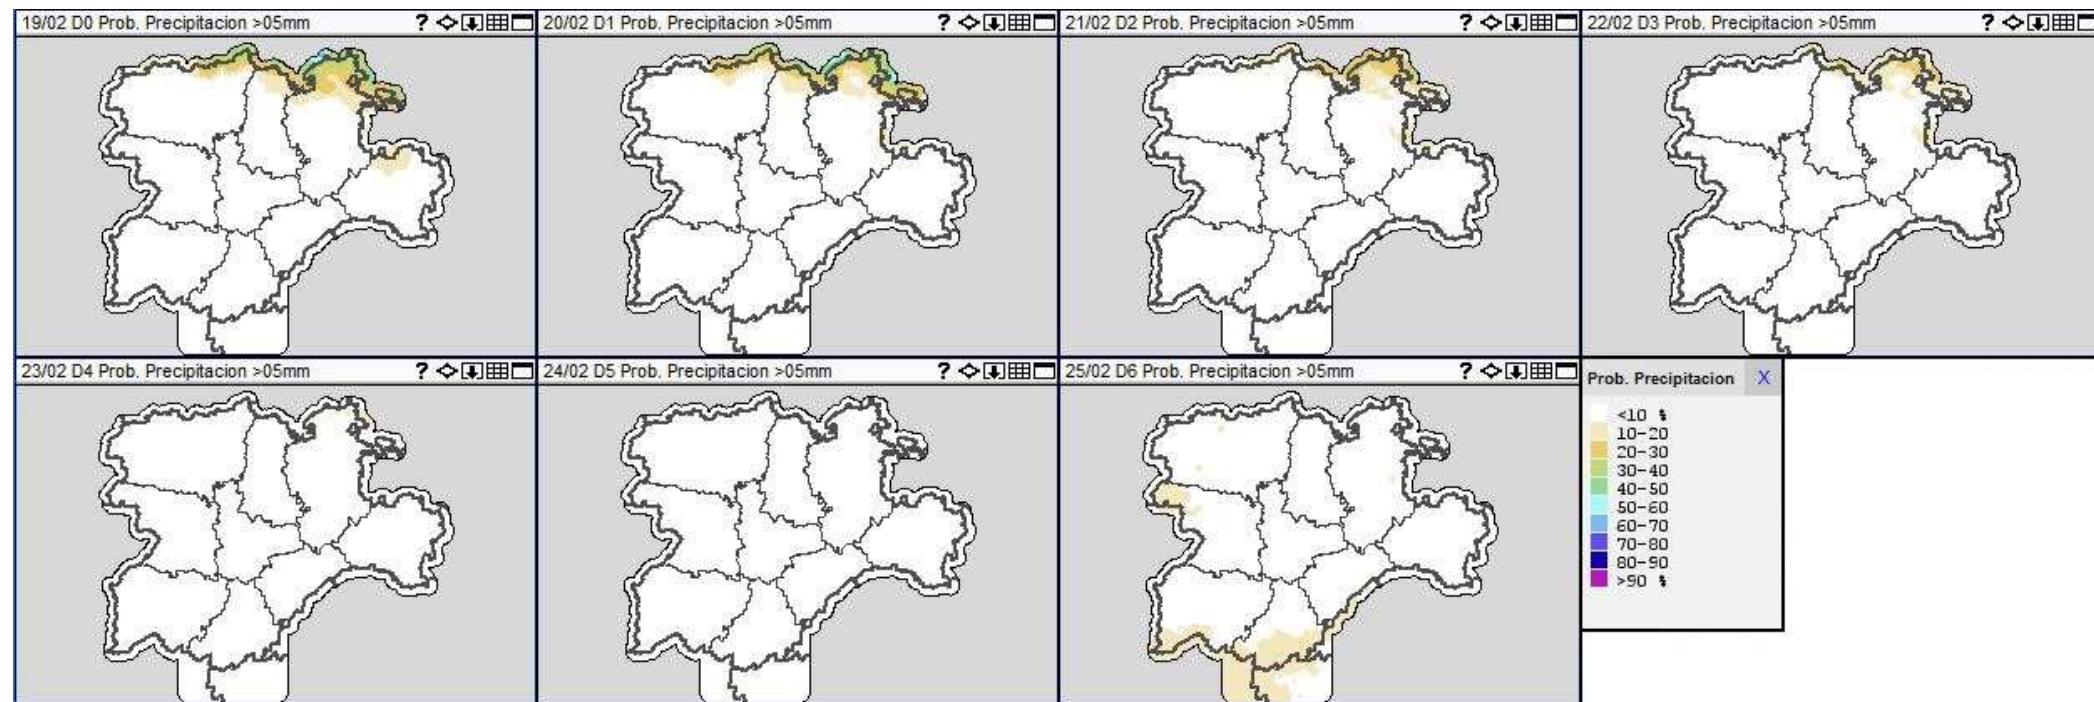 19/02 D0 Prob. Precipitacion >05mm ?
20/02 D1 Prob. Precipitacion >05mm ?
21/02 D2 Prob. Precipitacion >05mm ?
22/02 D3 Prob. Precipitacion >05mm ?
23/02 D4 Prob. Precipitacion >05mm ?
24/02 D5 Prob. Precipitacion >05mm ?
25/02 D6 Prob. Precipitacion >05mm ?
Prob. Precipitacion X
<10 %
10-20
20-30
30-40
40-50
50-60
60-70
70-80
80-90
>90 %